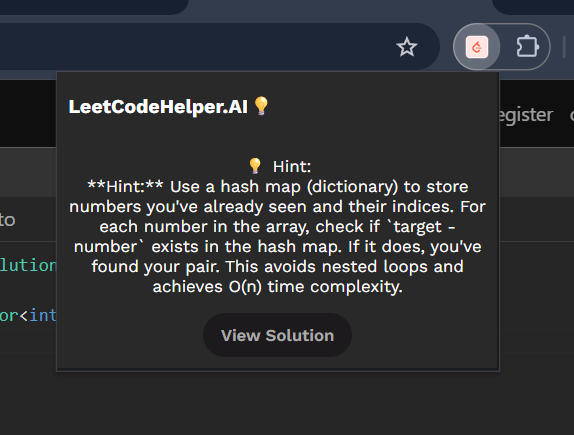 LeetCodeHelper.AI💡
egister
💡 Hint:
**Hint:** Use a hash map (dictionary) to store
numbers you've already seen and their indices. For
each number in the array, check if `target -
number` exists in the hash map. If it does, you've
found your pair. This avoids nested loops and
achieves O(n) time complexity.
to
lution
or<int
View Solution